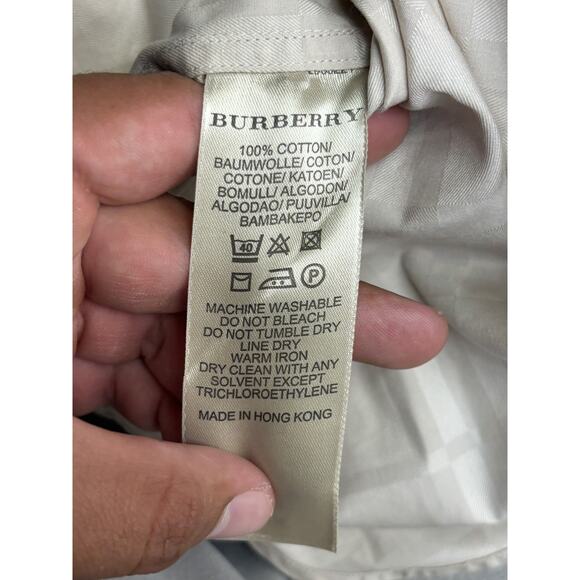 BURBERRY
100% COTTON/
BAUMWOLLE/COTON/
COTONE/ KATOEN/
BOMULL/ ALGODON/
ALGODAO/ PUUVILLA/
BAMBAKEPO
40
P
MACHINE WASHABLE
DO NOT BLEACH
DO NOT TUMBLE DRY
LINE DRY
WARM IRON
DRY CLEAN WITH ANY
SOLVENT EXCEPT
TRICHLOROETHYLENE
MADE IN HONG KONG